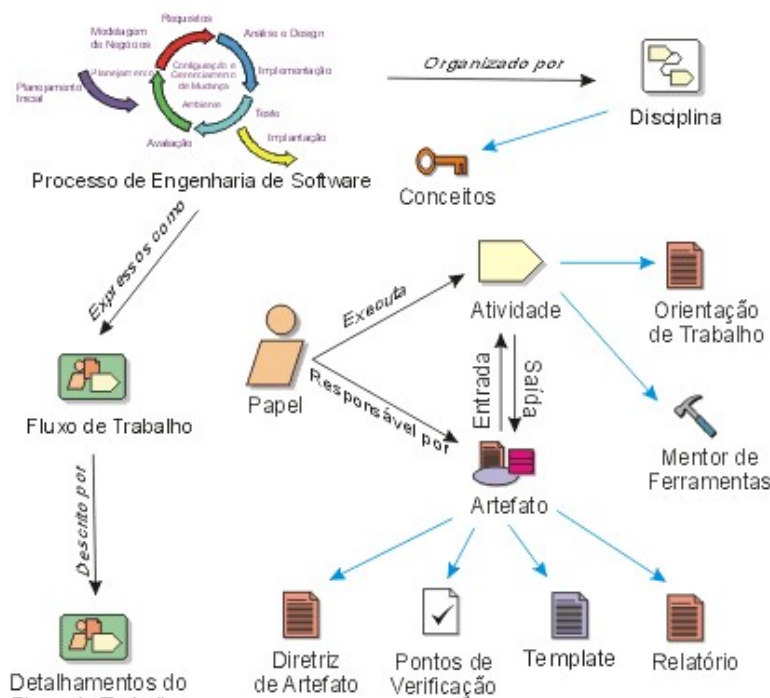 Requisitos
Modelagem
de Negócios
Análise e Design
Planejamento
Configuração e
Gerenciamento
de Mudança
Implementação
Planejamento
Inicial
Ambiente
Teste
Avaliação
Implantação
Organizado por
Disciplina
Processo de Engenharia de Software
Conceitos
Expressos como
Executa
Atividade
Orientação
de Trabalho
Papel
Responsável por
Entrada
Saída
Fluxo de Trabalho
Mentor de
Ferramentas
Artefato
Descrito por
Diretriz
de Artefato
Pontos de
Verificação
Template
Relatório
Detalhamentos do